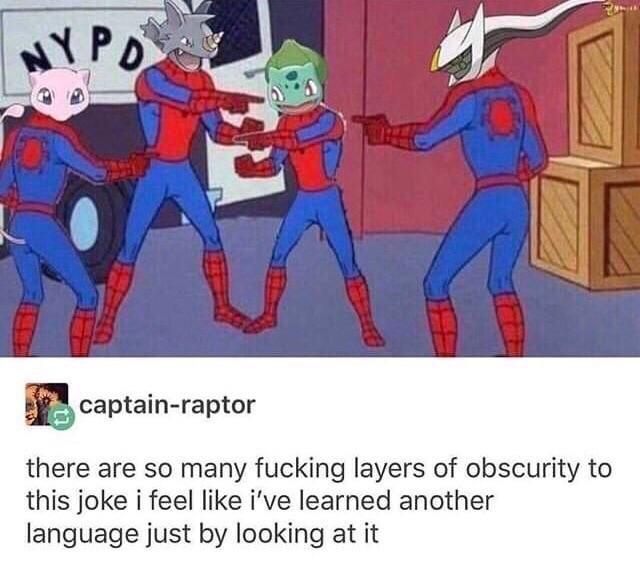 NYPD
captain-raptor
there are so many fucking layers of obscurity to
this joke i feel like i've learned another
language just by looking at it